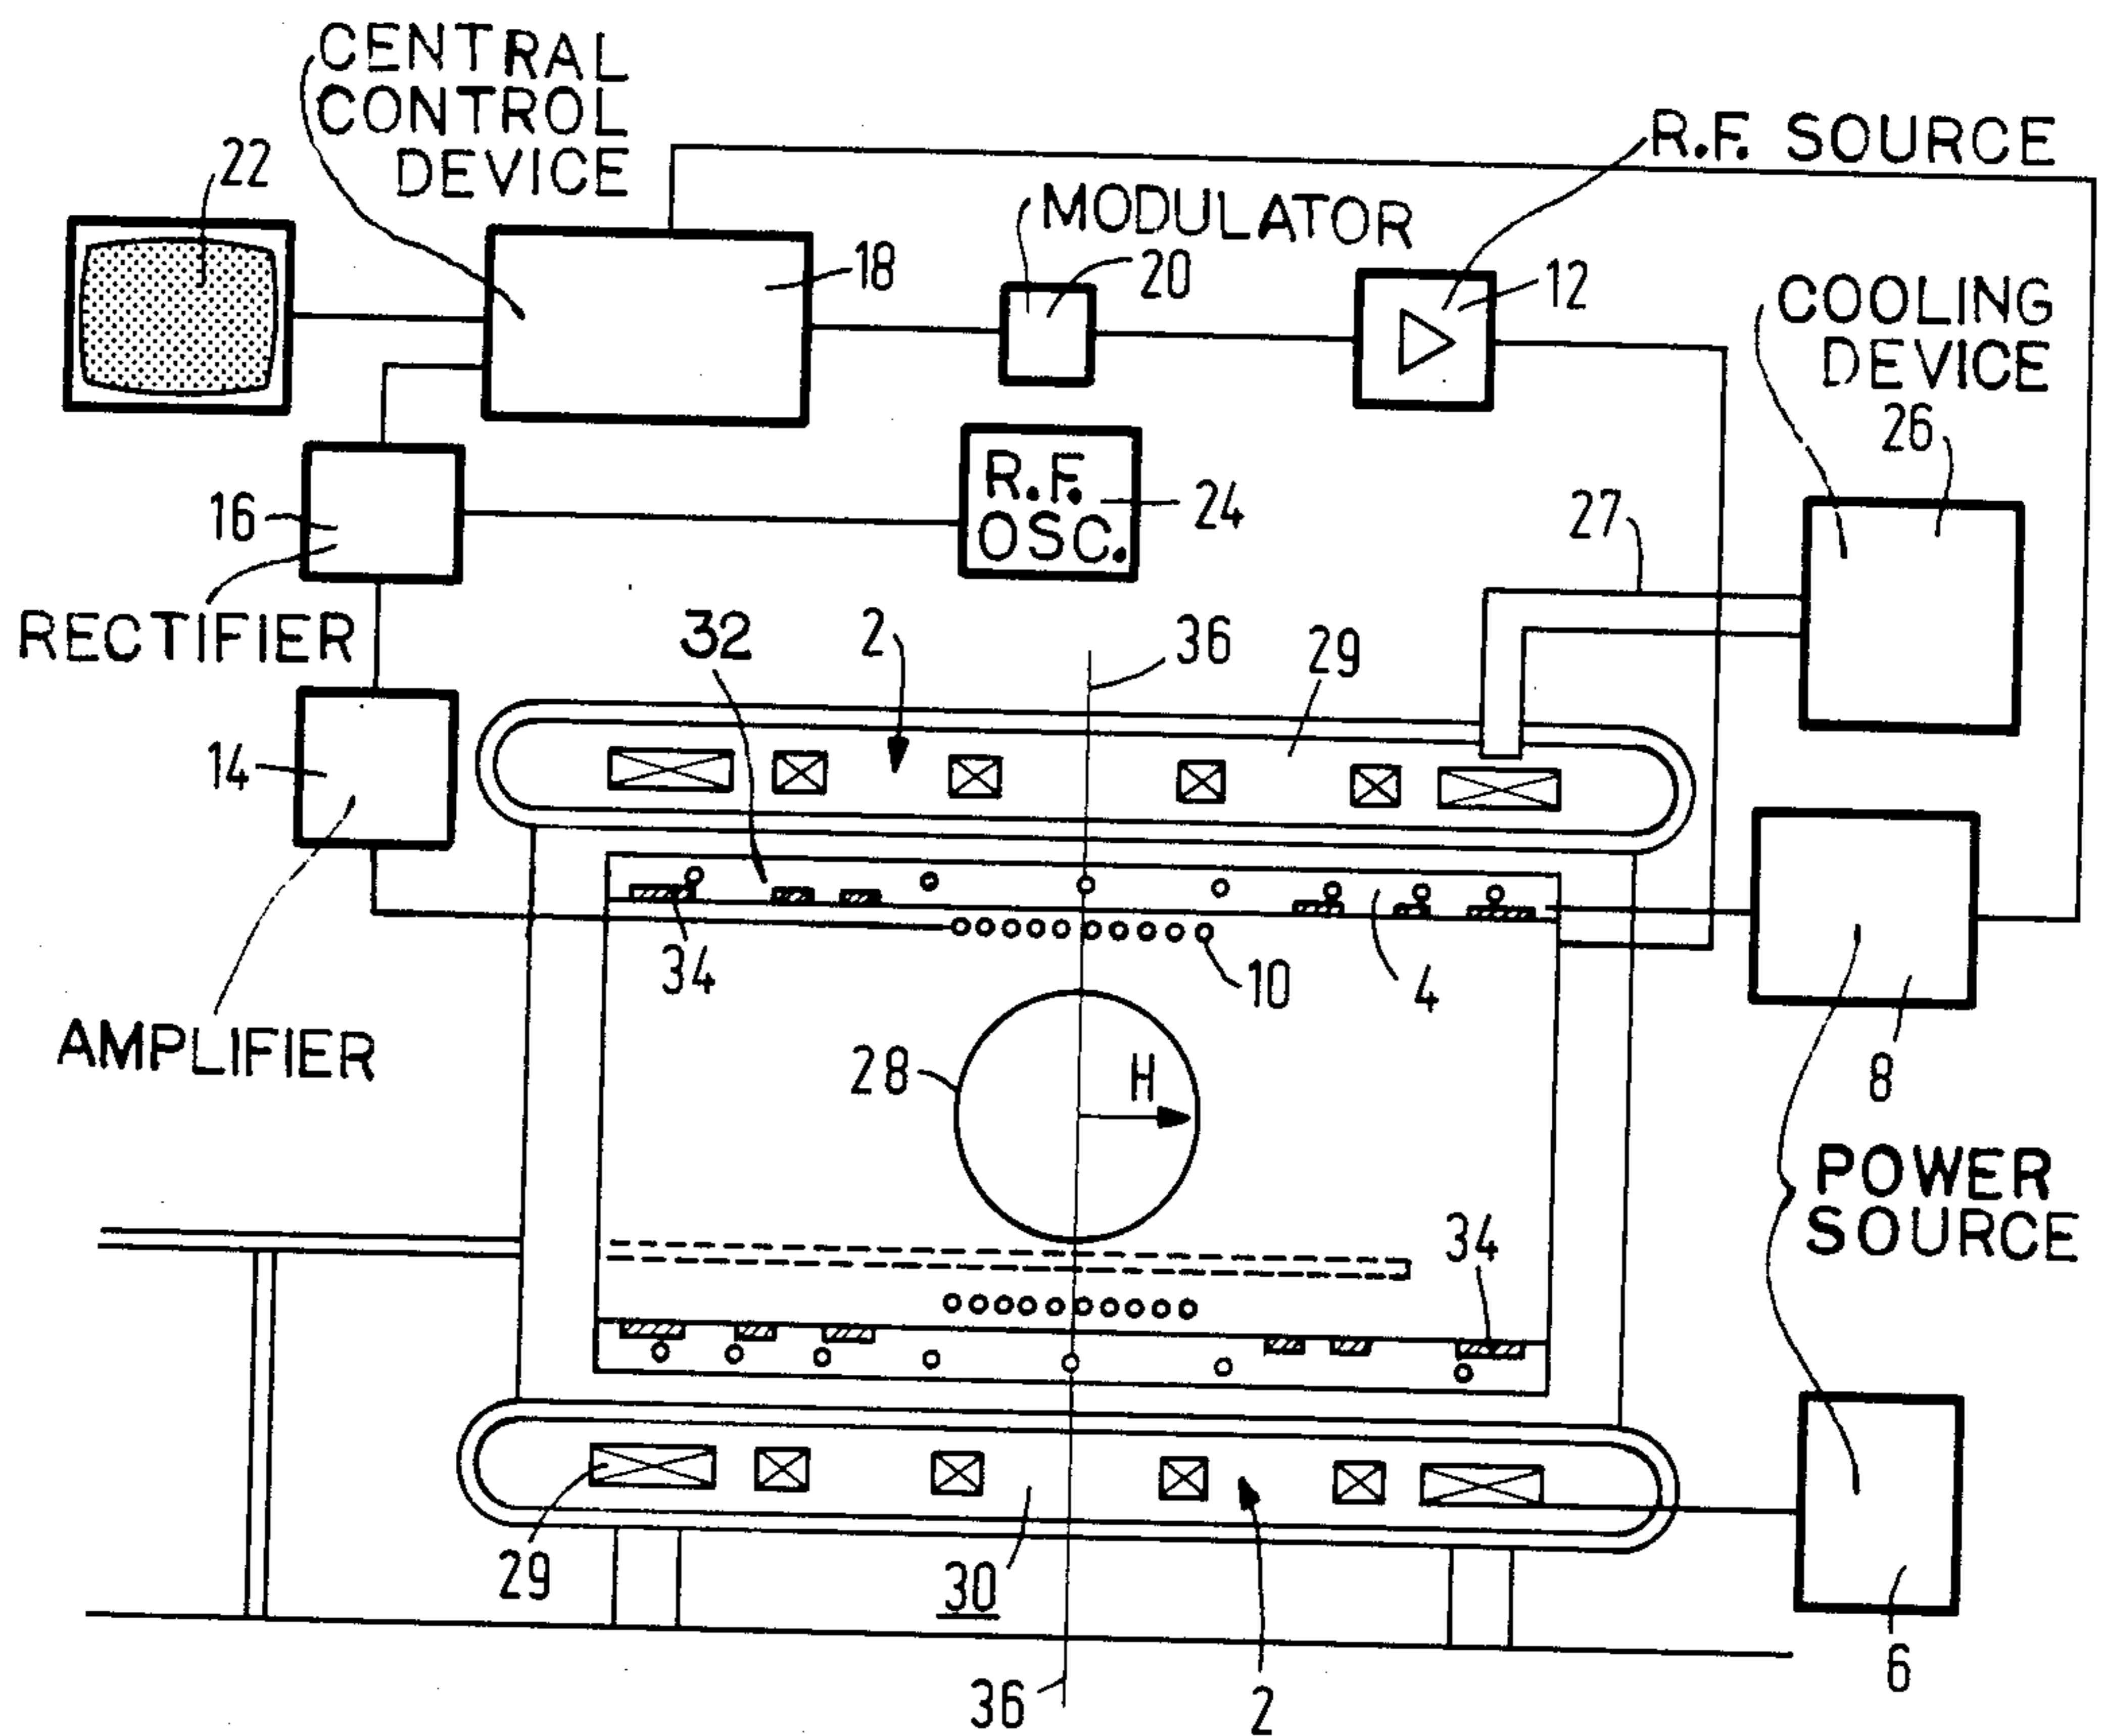 CENTRAL
CONTROL
DEVICE
R.F. SOURCE
22
MODULATOR
18
20
12
COOLING
DEVICE
26
R.F.
OSC.
24
16
27
RECTIFIER
32
2
36
29
14
34
10
4
AMPLIFIER
28
H
8
POWER
SOURCE
34
29
30
6
36
2